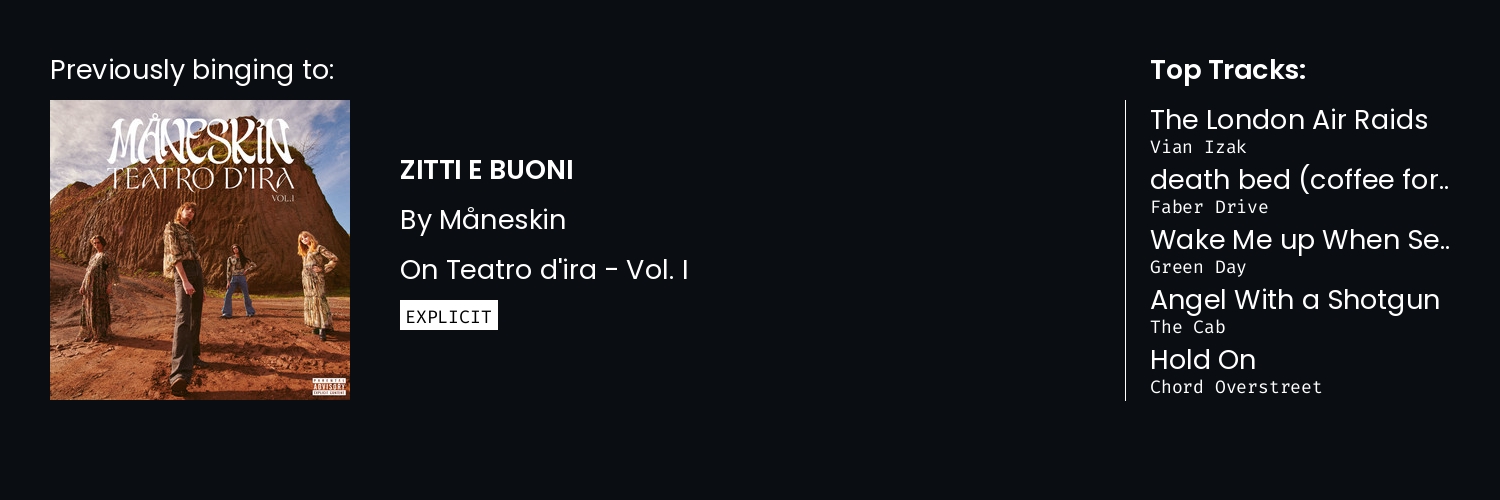 Previously binging to:
MÅNESKIN
TEATRO D'IRA
VOL.I
PARENTAL
ADVISORY
EXPLICIT CONTENT
ZITTI E BUONI
By Måneskin
On Teatro d'ira - Vol. I
EXPLICIT
Top Tracks:
The London Air Raids
Vian Izak
death bed (coffee for..
Faber Drive
Wake Me up When Se..
Green Day
Angel With a Shotgun
The Cab
Hold On
Chord Overstreet